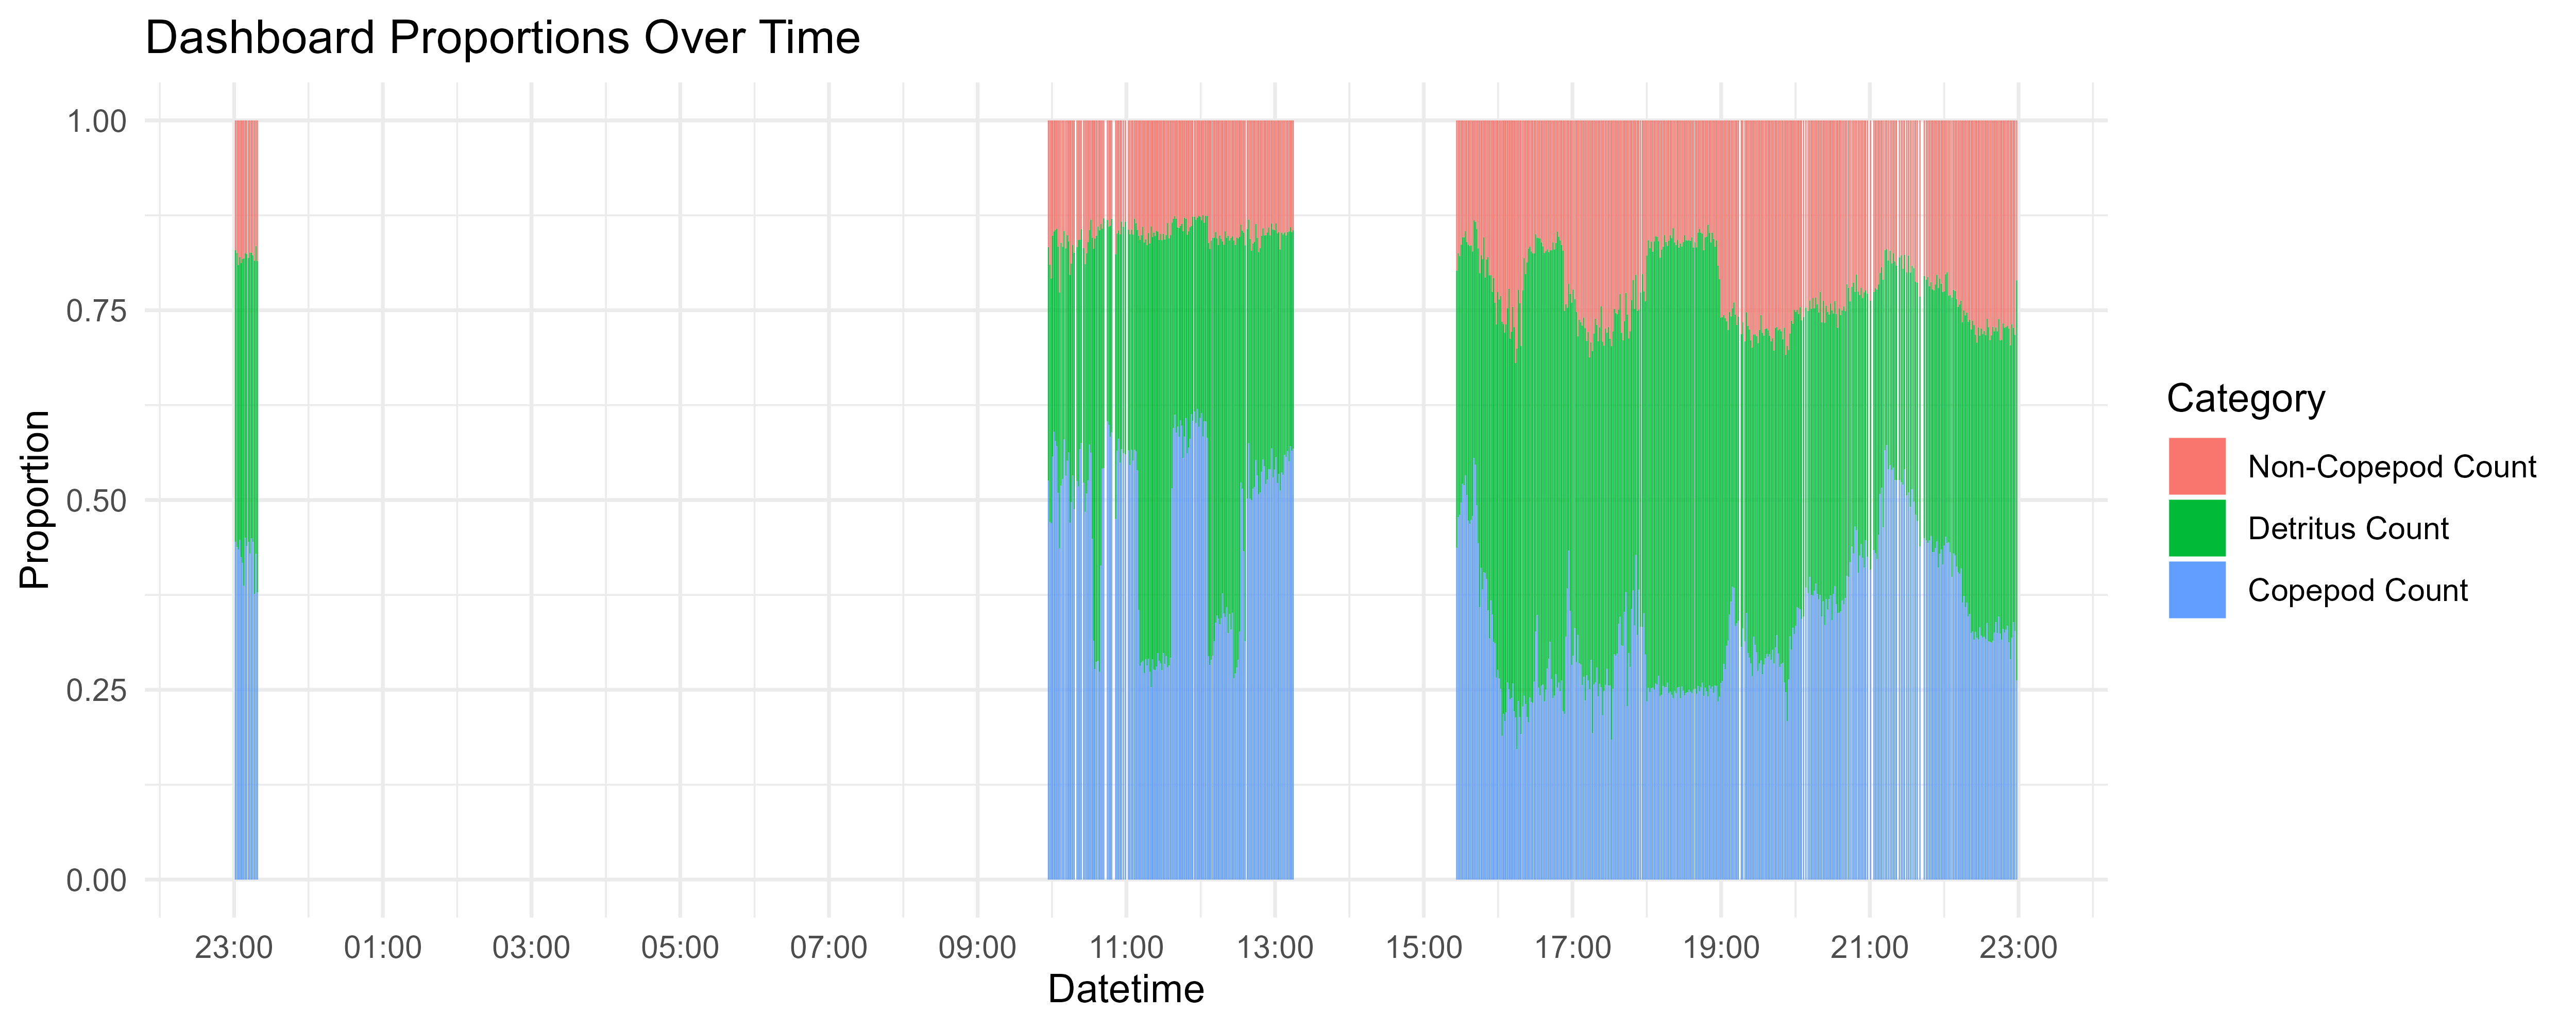 Dashboard Proportions Over Time
Proportion
1.00
0.75
0.50
0.25
0.00
23:00 01:00 03:00 05:00 07:00 09:00 11:00 13:00 15:00 17:00 19:00 21:00 23:00
Datetime
Category
Non-Copepod Count
Detritus Count
Copepod Count